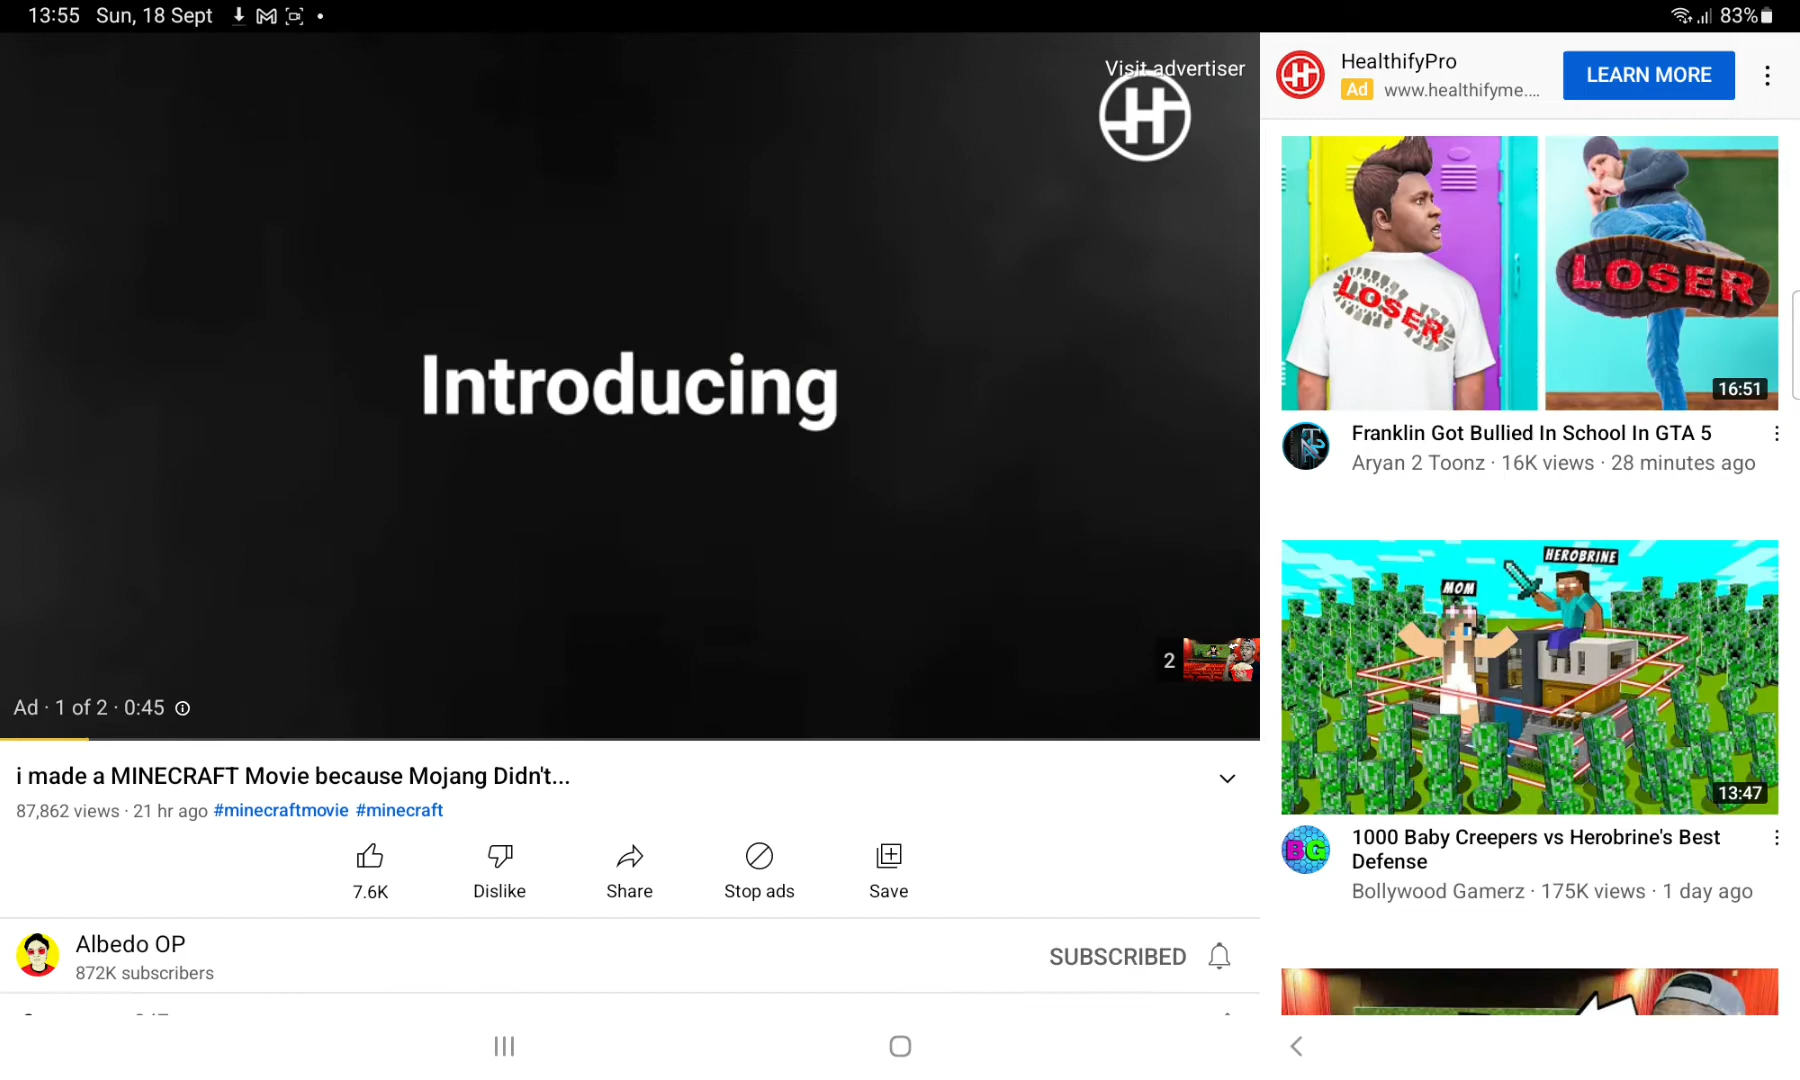 13:55 Sun, 18 Sept
83%
Visit advertiser
H
Introducing
2
Ad · 1 of 2 · 0:45
i made a MINECRAFT Movie because Mojang Didn't...
87,862 views · 21 hr ago #minecraftmovie #minecraft
7.6K
Dislike
Share
Stop ads
Save
Albedo OP
872K subscribers
SUBSCRIBED
HealthifyPro
Ad www.healthifyme....
LEARN MORE
LOSER
LOSER
16:51
Franklin Got Bullied In School In GTA 5
Aryan 2 Toonz · 16K views · 28 minutes ago
HEROBRINE
MOM
13:47
BG
1000 Baby Creepers vs Herobrine's Best
Defense
Bollywood Gamerz · 175K views · 1 day ago